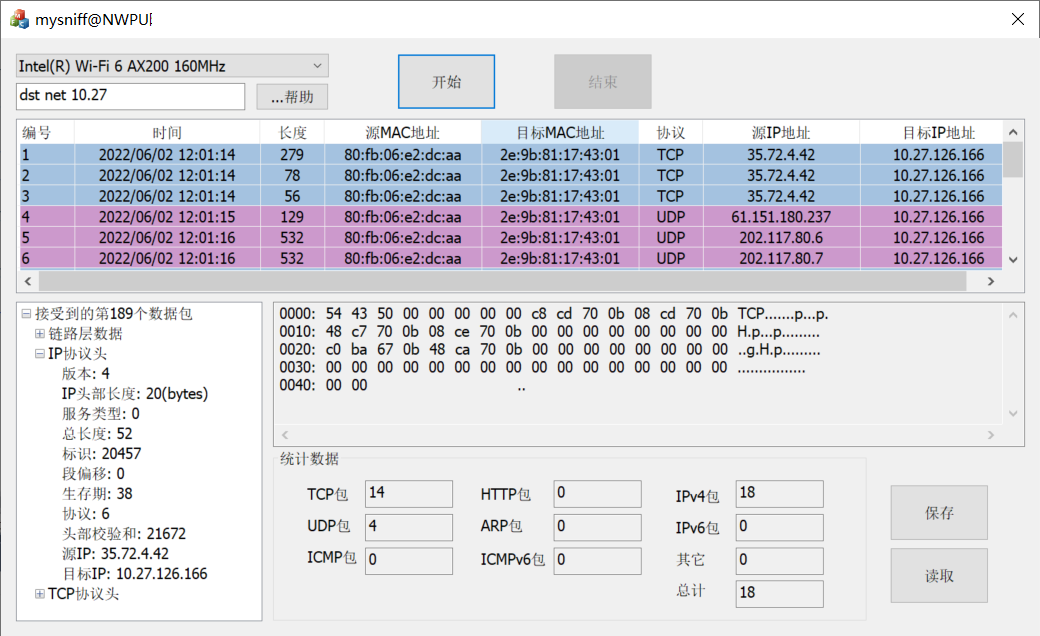 mysniff@NWPU
Intel(R) Wi-Fi 6 AX200 160MHz
dst net 10.27
...帮助
开始
结束
编号 时间 长度 源MAC地址 目标MAC地址 协议 源IP地址 目标IP地址
1 2022/06/02 12:01:14 279 80:fb:06:e2:dc:aa 2e:9b:81:17:43:01 TCP 35.72.4.42 10.27.126.166
2 2022/06/02 12:01:14 78 80:fb:06:e2:dc:aa 2e:9b:81:17:43:01 TCP 35.72.4.42 10.27.126.166
3 2022/06/02 12:01:14 56 80:fb:06:e2:dc:aa 2e:9b:81:17:43:01 TCP 35.72.4.42 10.27.126.166
4 2022/06/02 12:01:15 129 80:fb:06:e2:dc:aa 2e:9b:81:17:43:01 UDP 61.151.180.237 10.27.126.166
5 2022/06/02 12:01:16 532 80:fb:06:e2:dc:aa 2e:9b:81:17:43:01 UDP 202.117.80.6 10.27.126.166
6 2022/06/02 12:01:16 532 80:fb:06:e2:dc:aa 2e:9b:81:17:43:01 UDP 202.117.80.7 10.27.126.166
接受到的第189个数据包
链路层数据
IP协议头
版本: 4
IP头部长度: 20(bytes)
服务类型: 0
总长度: 52
标识: 20457
段偏移: 0
生存期: 38
协议: 6
头部校验和: 21672
源IP: 35.72.4.42
目标IP: 10.27.126.166
TCP协议头
0000: 54 43 50 00 00 00 00 00 c8 cd 70 0b 08 cd 70 0b TCP.......p...p.
0010: 48 c7 70 0b 08 ce 70 0b 00 00 00 00 00 00 00 00 H.p...p.........
0020: c0 ba 67 0b 48 ca 70 0b 00 00 00 00 00 00 00 00 ..g.H.p.........
0030: 00 00 00 00 00 00 00 00 00 00 00 00 00 00 00 00 ................
0040: 00 00 ..
统计数据
TCP包 14 HTTP包 0 IPv4包 18
UDP包 4 ARP包 0 IPv6包 0
ICMP包 0 ICMPv6包 0 其它 0
总计 18
保存
读取